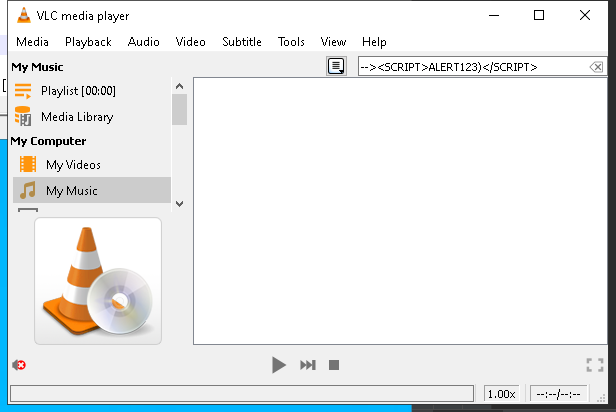 VLC media player
Media Playback Audio Video Subtitle Tools View Help
My Music
--><SCRIPT>ALERT123)</SCRIPT>
Playlist [00:00]
Media Library
My Computer
My Videos
My Music
1.00x
--:--/--:--